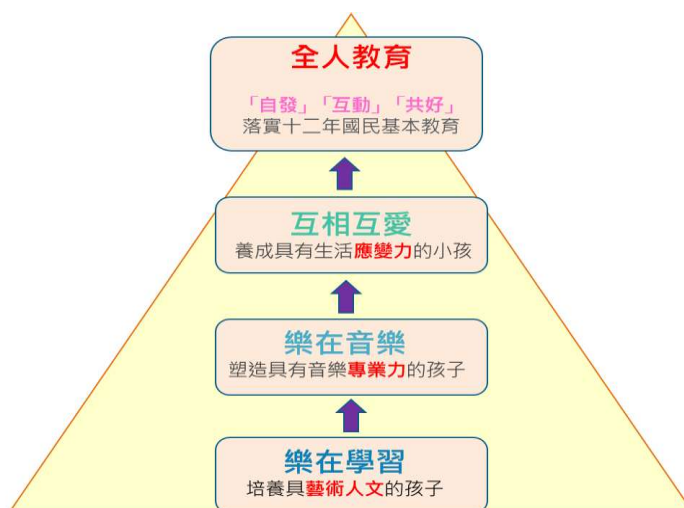 全人教育
「自發」「互動」「共好」
落實十二年國民基本教育
互相互愛
養成具有生活應變力的小孩
樂在音樂
塑造具有音樂專業力的孩子
樂在學習
培養具藝術人文的孩子